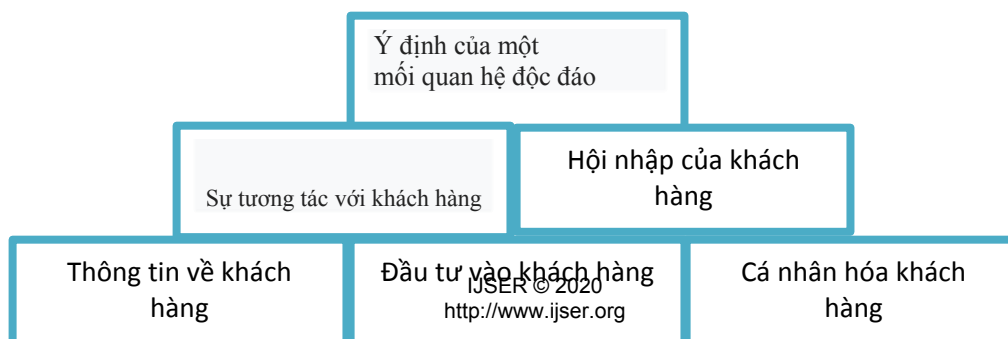 Ý định của một
mối quan hệ độc đáo
Sự tương tác với khách hàng
Hội nhập của khách
hàng
Thông tin về khách
hàng
Đầu tư vào khách hàng
IJSER © 2020
http://www.ijser.org
Cá nhân hóa khách
hàng